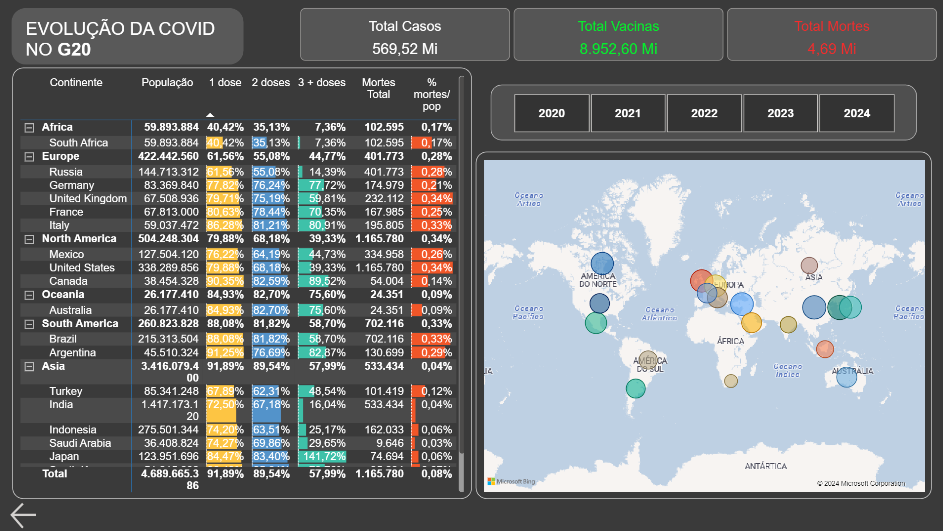 EVOLUÇÃO DA COVID
NO G20
Total Casos
569,52 Mi
Total Vacinas
8.952,60 Mi
Total Mortes
4,69 Mi
Continente População 1 dose 2 doses 3 + doses Mortes Total % mortes/pop
Africa 59.893.884 40,42% 35,13% 7,36% 102.595 0,17%
South Africa 59.893.884 40,42% 35,13% 7,36% 102.595 0,17%
Europe 422.442.560 61,56% 55,08% 44,77% 401.773 0,28%
Russia 144.713.312 61,56% 55,08% 14,39% 401.773 0,28%
Germany 83.369.840 77,82% 76,24% 77,72% 174.979 0,21%
United Kingdom 67.508.936 79,71% 75,19% 59,81% 232.112 0,34%
France 67.813.000 80,63% 78,44% 70,35% 167.985 0,25%
Italy 59.037.472 86,28% 81,21% 80,91% 195.805 0,33%
North America 504.248.304 79,88% 68,18% 39,33% 1.165.780 0,34%
Mexico 127.504.120 76,22% 64,19% 44,73% 334.958 0,26%
United States 338.289.856 79,88% 68,18% 39,33% 1.165.780 0,34%
Canada 38.454.328 90,35% 82,59% 89,52% 54.004 0,14%
Oceania 26.177.410 84,93% 82,70% 75,60% 24.351 0,09%
Australia 26.177.410 84,93% 82,70% 75,60% 24.351 0,09%
South America 260.823.828 88,08% 81,82% 58,70% 702.116 0,33%
Brazil 215.313.504 88,08% 81,82% 58,70% 702.116 0,33%
Argentina 45.510.324 91,25% 76,69% 82,87% 130.699 0,29%
Asia 3.416.079.400 91,89% 89,54% 57,99% 533.434 0,04%
Turkey 85.341.248 67,89% 62,31% 48,54% 101.419 0,12%
India 1.417.173.120 72,50% 67,18% 16,04% 533.434 0,04%
Indonesia 275.501.344 74,20% 63,51% 25,17% 162.033 0,06%
Saudi Arabia 36.408.824 74,27% 69,86% 29,65% 9.646 0,03%
Japan 123.951.696 84,47% 83,40% 141,72% 74.694 0,06%
Total 4.689.665.386 91,89% 89,54% 57,99% 1.165.780 0,08%
2020 2021 2022 2023 2024
Oceano Ártico
Oceano Ártico
AMÉRICA DO NORTE
EUROPA
ÁSIA
Oceano Pacífico
Oceano Atlântico
Oceano Pacífico
ÁFRICA
AMÉRICA DO SUL
Oceano Índico
AUSTRÁLIA
ANTÁRTICA
Microsoft Bing
© 2024 Microsoft Corporation